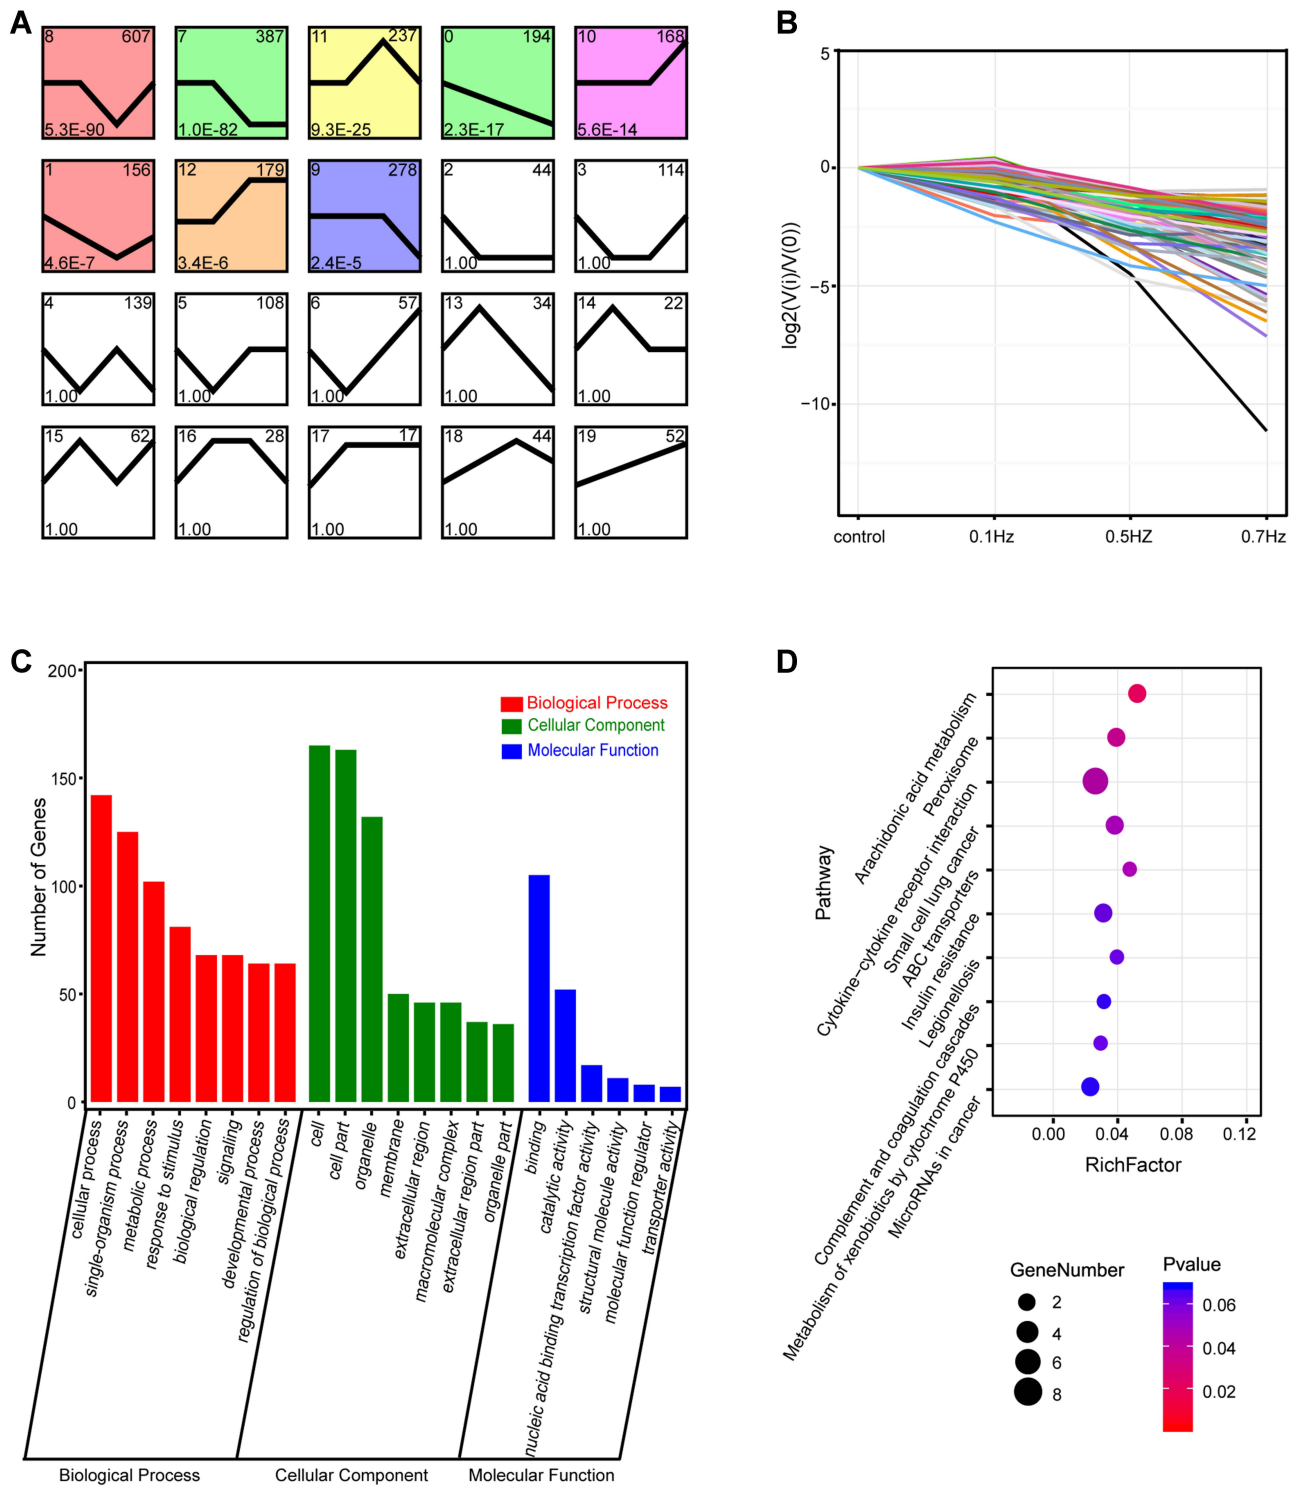 A
8 607
5.3E-90
7 387
1.0E-82
11 237
9.3E-25
0 194
2.3E-17
10 168
5.6E-14
1 156
4.6E-7
12 179
3.4E-6
9 278
2.4E-5
2 44
1.00
3 114
1.00
4 139
1.00
5 108
1.00
6 57
1.00
13 34
1.00
14 22
1.00
15 62
1.00
16 28
1.00
17 17
1.00
18 44
1.00
19 52
1.00
B
log2(V(i)/V(0))
5
0
−5
−10
control
0.1Hz
0.5HZ
0.7Hz
C
Number of Genes
200
150
100
50
0
Biological Process
Cellular Component
Molecular Function
cellular process
single-organism process
metabolic process
response to stimulus
biological regulation
signaling
developmental process
regulation of biological process
cell
cell part
organelle
membrane
extracellular region
macromolecular complex
extracellular region part
organelle part
binding
catalytic activity
nucleic acid binding transcription factor activity
structural molecule activity
molecular function regulator
transporter activity
Biological Process
Cellular Component
Molecular Function
D
Pathway
Arachidonic acid metabolism
Peroxisome
Cytokine−cytokine receptor interaction
Small cell lung cancer
ABC transporters
Insulin resistance
Legionellosis
Complement and coagulation cascades
Metabolism of xenobiotics by cytochrome P450
MicroRNAs in cancer
0.00
0.04
0.08
0.12
RichFactor
GeneNumber
2
4
6
8
Pvalue
0.06
0.04
0.02